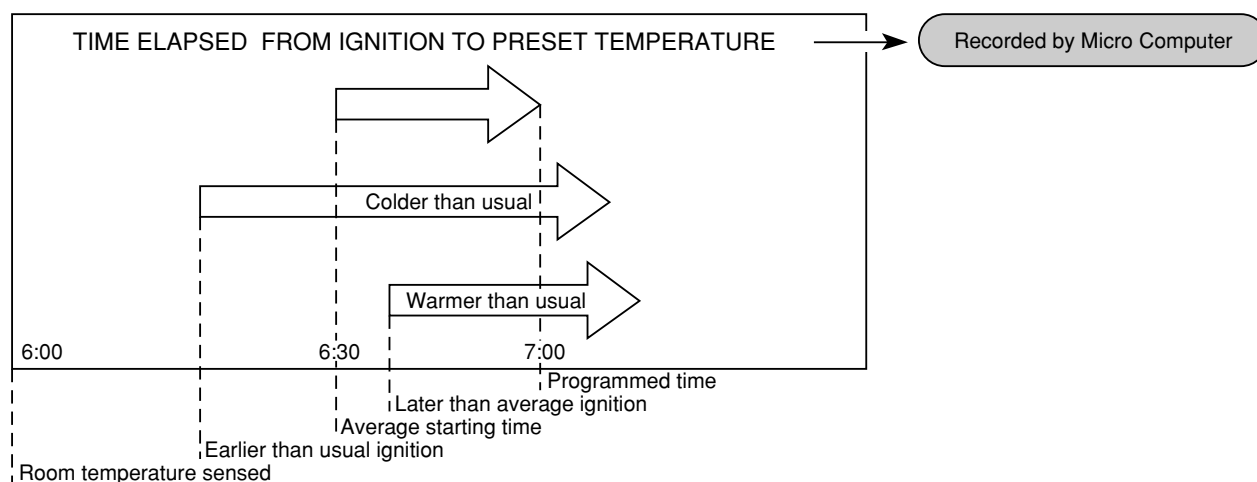 TIME ELAPSED FROM IGNITION TO PRESET TEMPERATURE
Recorded by Micro Computer
Colder than usual
Warmer than usual
6:00
6:30
7:00
Programmed time
Later than average ignition
Average starting time
Earlier than usual ignition
Room temperature sensed